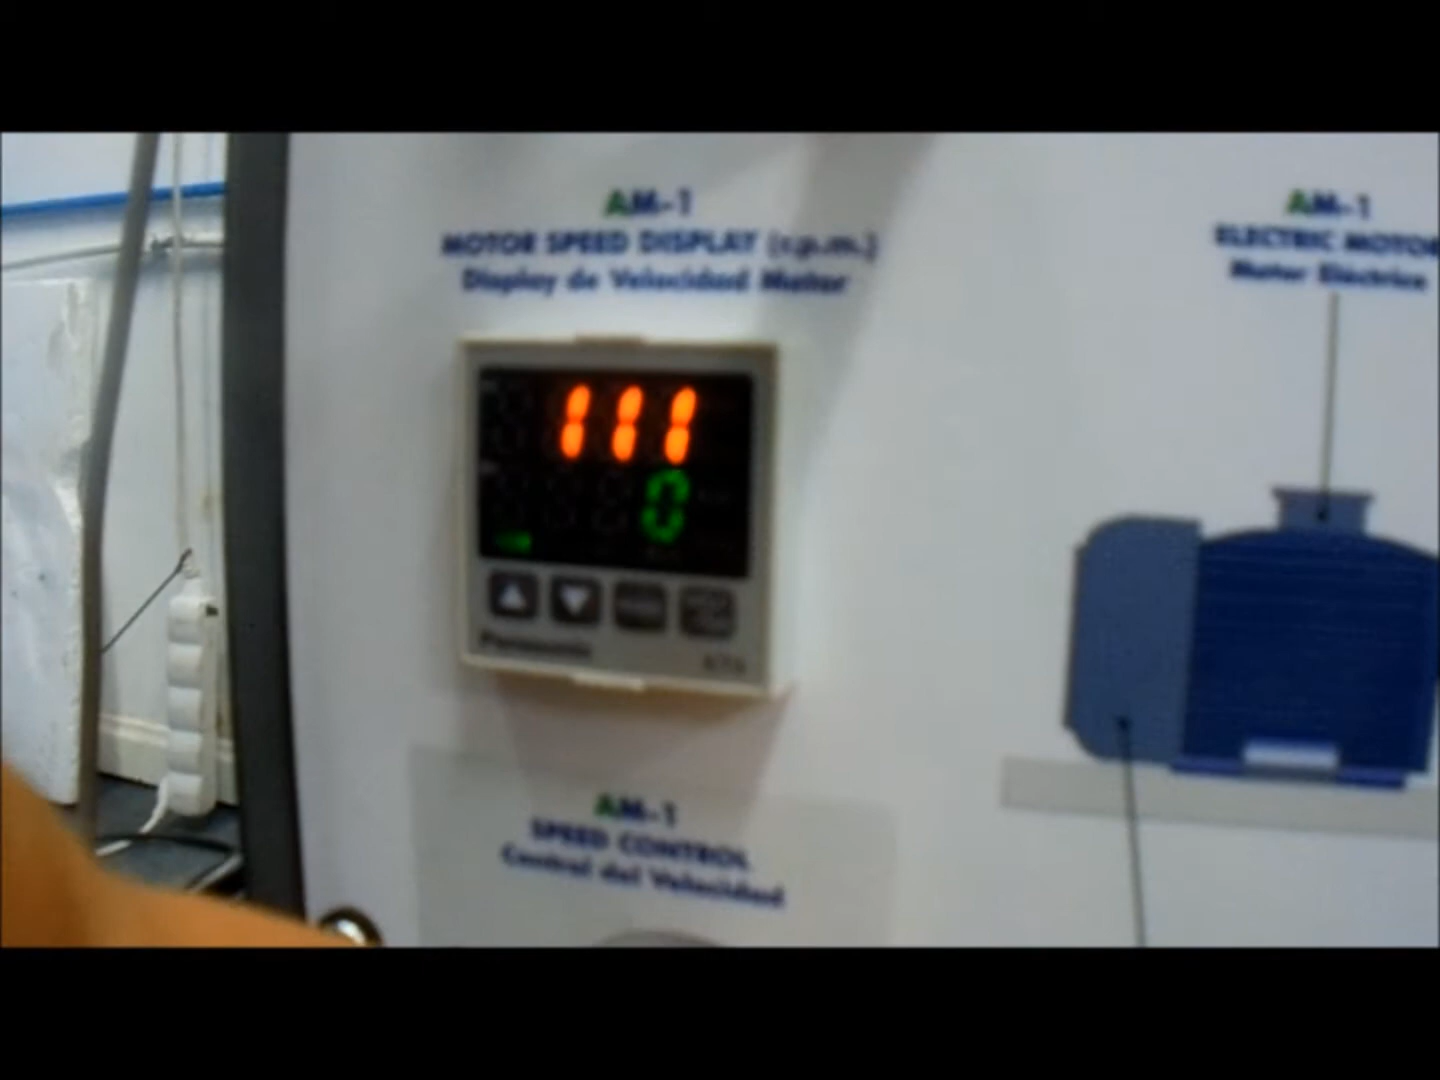 AM-1
MOTOR SPEED DISPLAY (r.p.m.)
Display de Velocidad Motor
AM-1
ELECTRIC MOTOR
Motor Eléctrico
111
0
Panasonic
AM-1
SPEED CONTROL
Control del Velocidad